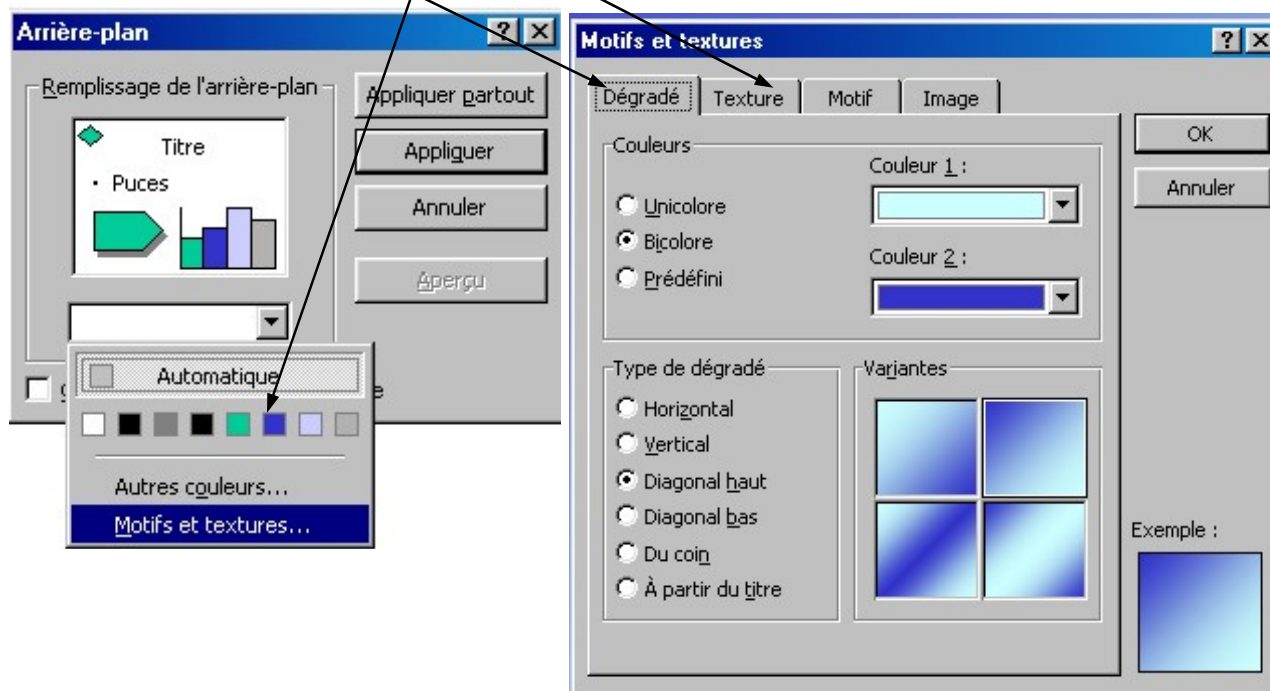 Arrière-plan
Remplissage de l'arrière-plan
Titre
· Puces
Appliquer partout
Appliquer
Annuler
Aperçu
Automatique
Autres couleurs...
Motifs et textures...
Motifs et textures
Dégradé
Texture
Motif
Image
OK
Annuler
Couleurs
Unicolore
Bicolore
Prédéfini
Couleur 1 :
Couleur 2 :
Type de dégradé
Horizontal
Vertical
Diagonal haut
Diagonal bas
Du coin
À partir du titre
Variantes
Exemple :